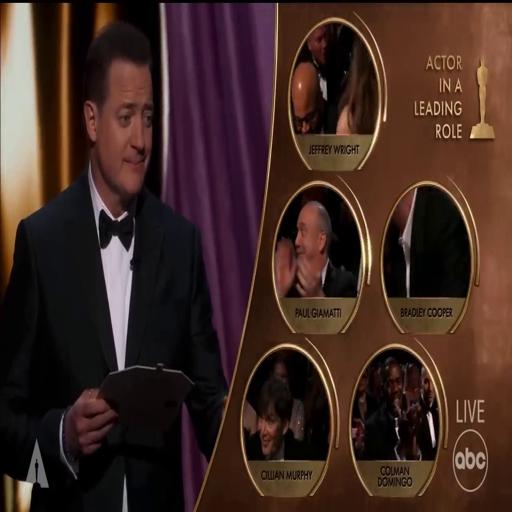 ACTOR
IN A
LEADING
ROLE
JEFFREY WRIGHT
PAUL GIAMATTI
BRADLEY COOPER
CILLIAN MURPHY
COLMAN
DOMINGO
LIVE
abc